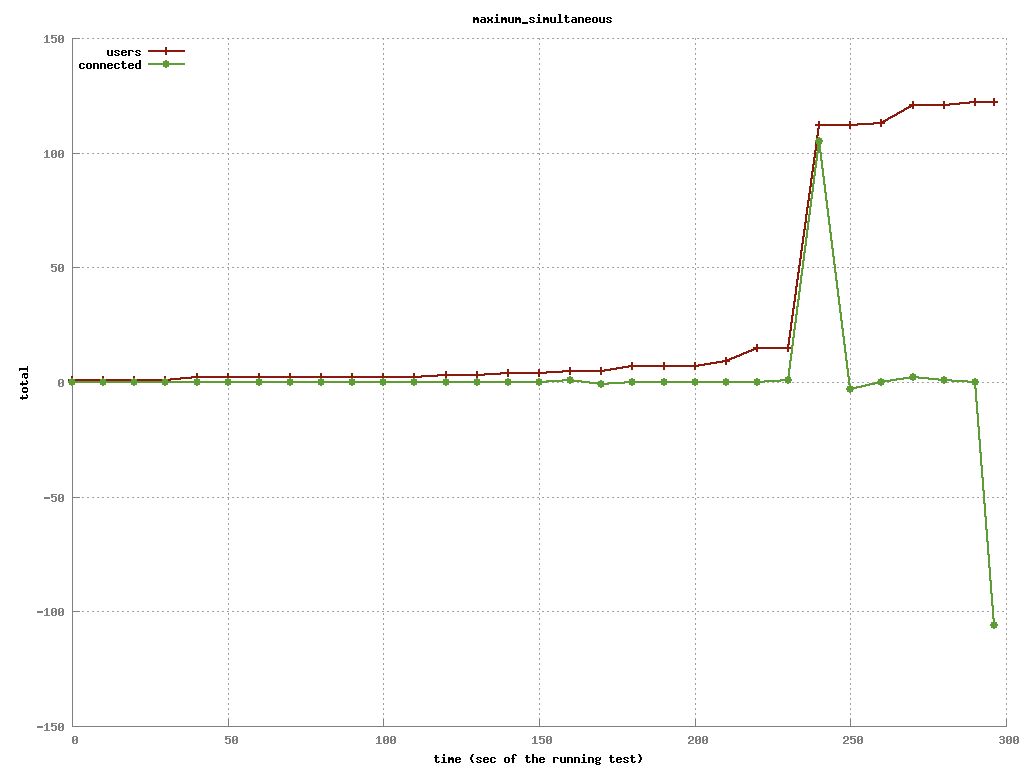 maximum_simultaneous
users
connected
150
100
50
0
-50
-100
-150
total
0 50 100 150 200 250 300
time (sec of the running test)